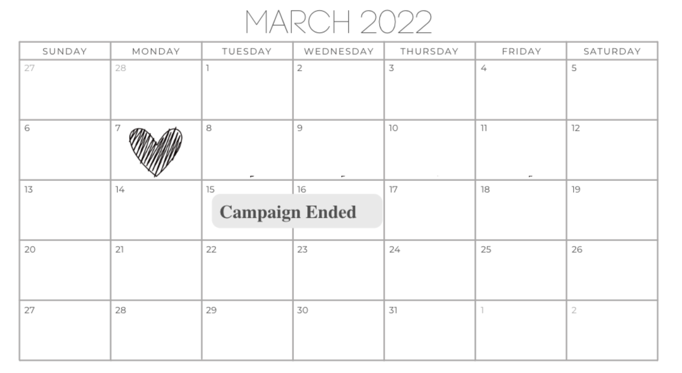 MARCH 2022
SUNDAY MONDAY TUESDAY WEDNESDAY THURSDAY FRIDAY SATURDAY
27 28 1 2 3 4 5
6 7 8 9 10 11 12
13 14 15 16 17 18 19
Campaign Ended
20 21 22 23 24 25 26
27 28 29 30 31 1 2